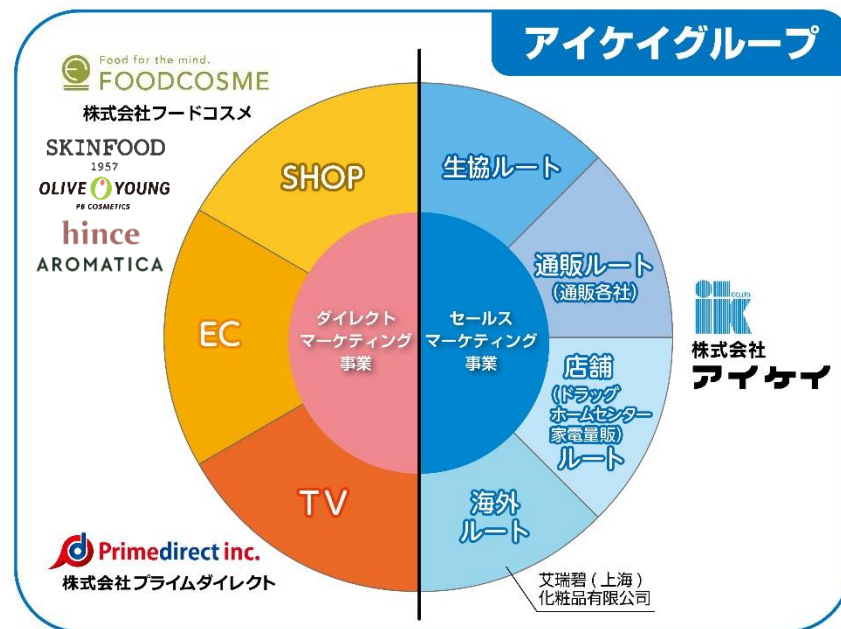 アイケイグループ
Food for the mind.
FOODCOSME
株式会社フードコスメ
SKINFOOD
1957
OLIVE YOUNG
PB COSMETICS
hince
AROMATICA
SHOP
EC
TV
ダイレクト
マーケティング
事業
セールス
マーケティング
事業
生協ルート
通販ルート
(通販各社)
店舗
(ドラッグ
ホームセンター
家電量販)
ルート
海外
ルート
ik
CO.,LTD.
株式会社
アイケイ
Primedirect inc.
株式会社プライムダイレクト
艾瑞碧(上海)
化粧品有限公司